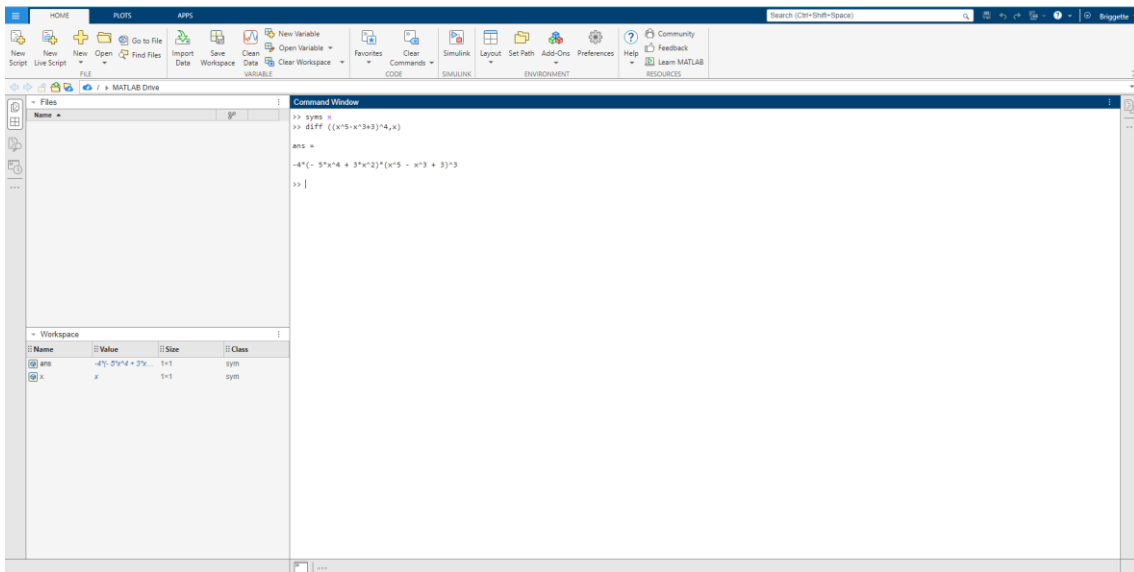 HOME PLOTS APPS
Search (Ctrl+Shift+Space)
Briggette
New Script
New Live Script
New
Open
Go to File
Find Files
Import Data
Save Workspace
Clean Data
New Variable
Open Variable
Clear Workspace
Favorites
Clear Commands
Simulink
Layout
Set Path
Add-Ons
Preferences
Help
Community
Feedback
Learn MATLAB
FILE VARIABLE CODE SIMULINK ENVIRONMENT RESOURCES
/ MATLAB Drive
Files
Name
Command Window
>> syms x
>> diff ((x^5-x^3+3)^4,x)
ans =
-4*(- 5*x^4 + 3*x^2)*(x^5 - x^3 + 3)^3
>>
Workspace
Name Value Size Class
ans -4*(- 5*x^4 + 3*x... 1×1 sym
x x 1×1 sym